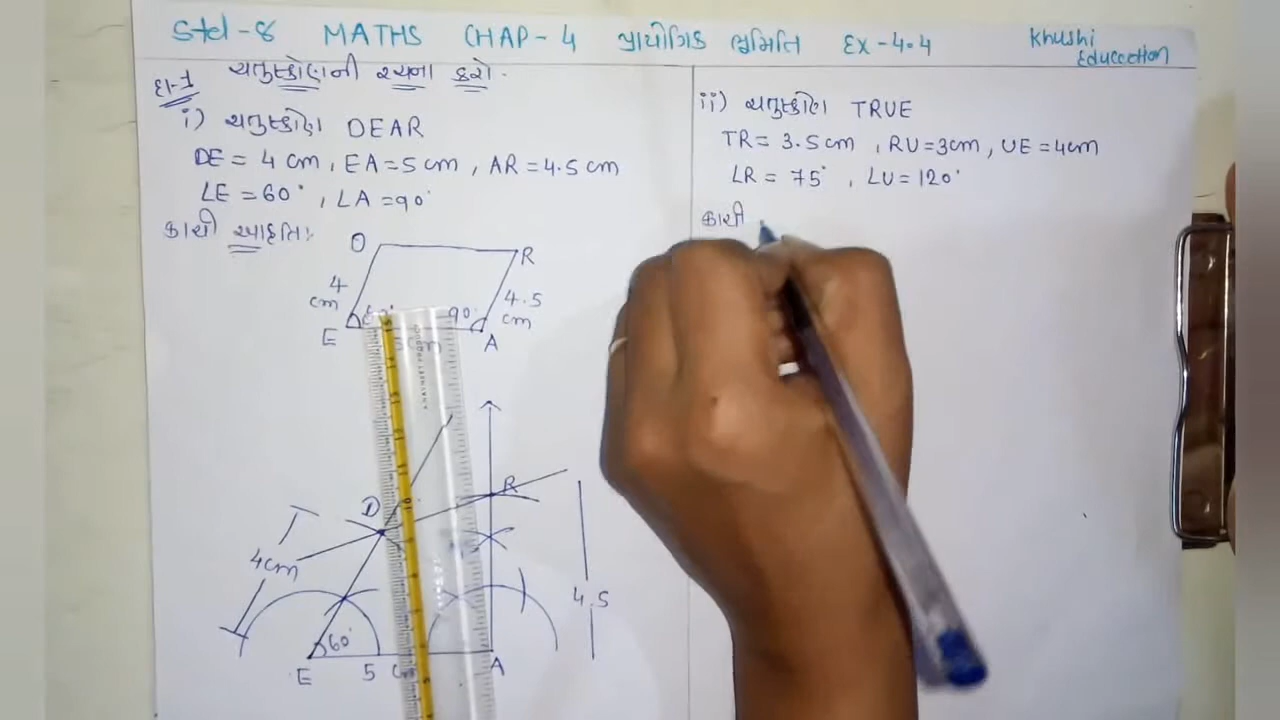 Std-8 MATHS CHAP-4 પ્રાયોગિક ભૂમિતિ EX-4.4
Khushi
Education
દા-1 ચતુષ્કોણની રચના કરો.
i) ચતુષ્કોણ DEAR
DE = 4 cm, EA = 5 cm, AR = 4.5 cm
∠E = 60°, ∠A = 90°
કાચી આકૃતિ:
D R
4
cm
4.5
cm
90°
E A
D R
4cm
4.5
60°
E 5 A
ii) ચતુષ્કોણ TRUE
TR = 3.5 cm, RU = 3cm, UE = 4cm
∠R = 75°, ∠U = 120°
કાચી